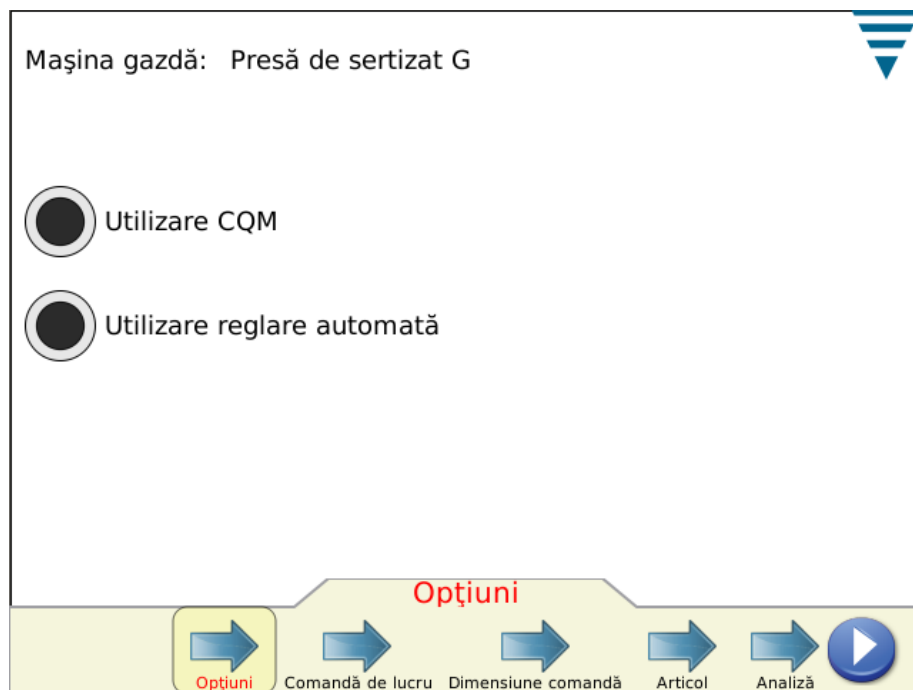 Maşina gazdă: Presă de sertizat G
Utilizare CQM
Utilizare reglare automată
Opţiuni
Opţiuni Comandă de lucru Dimensiune comandă Articol Analiză